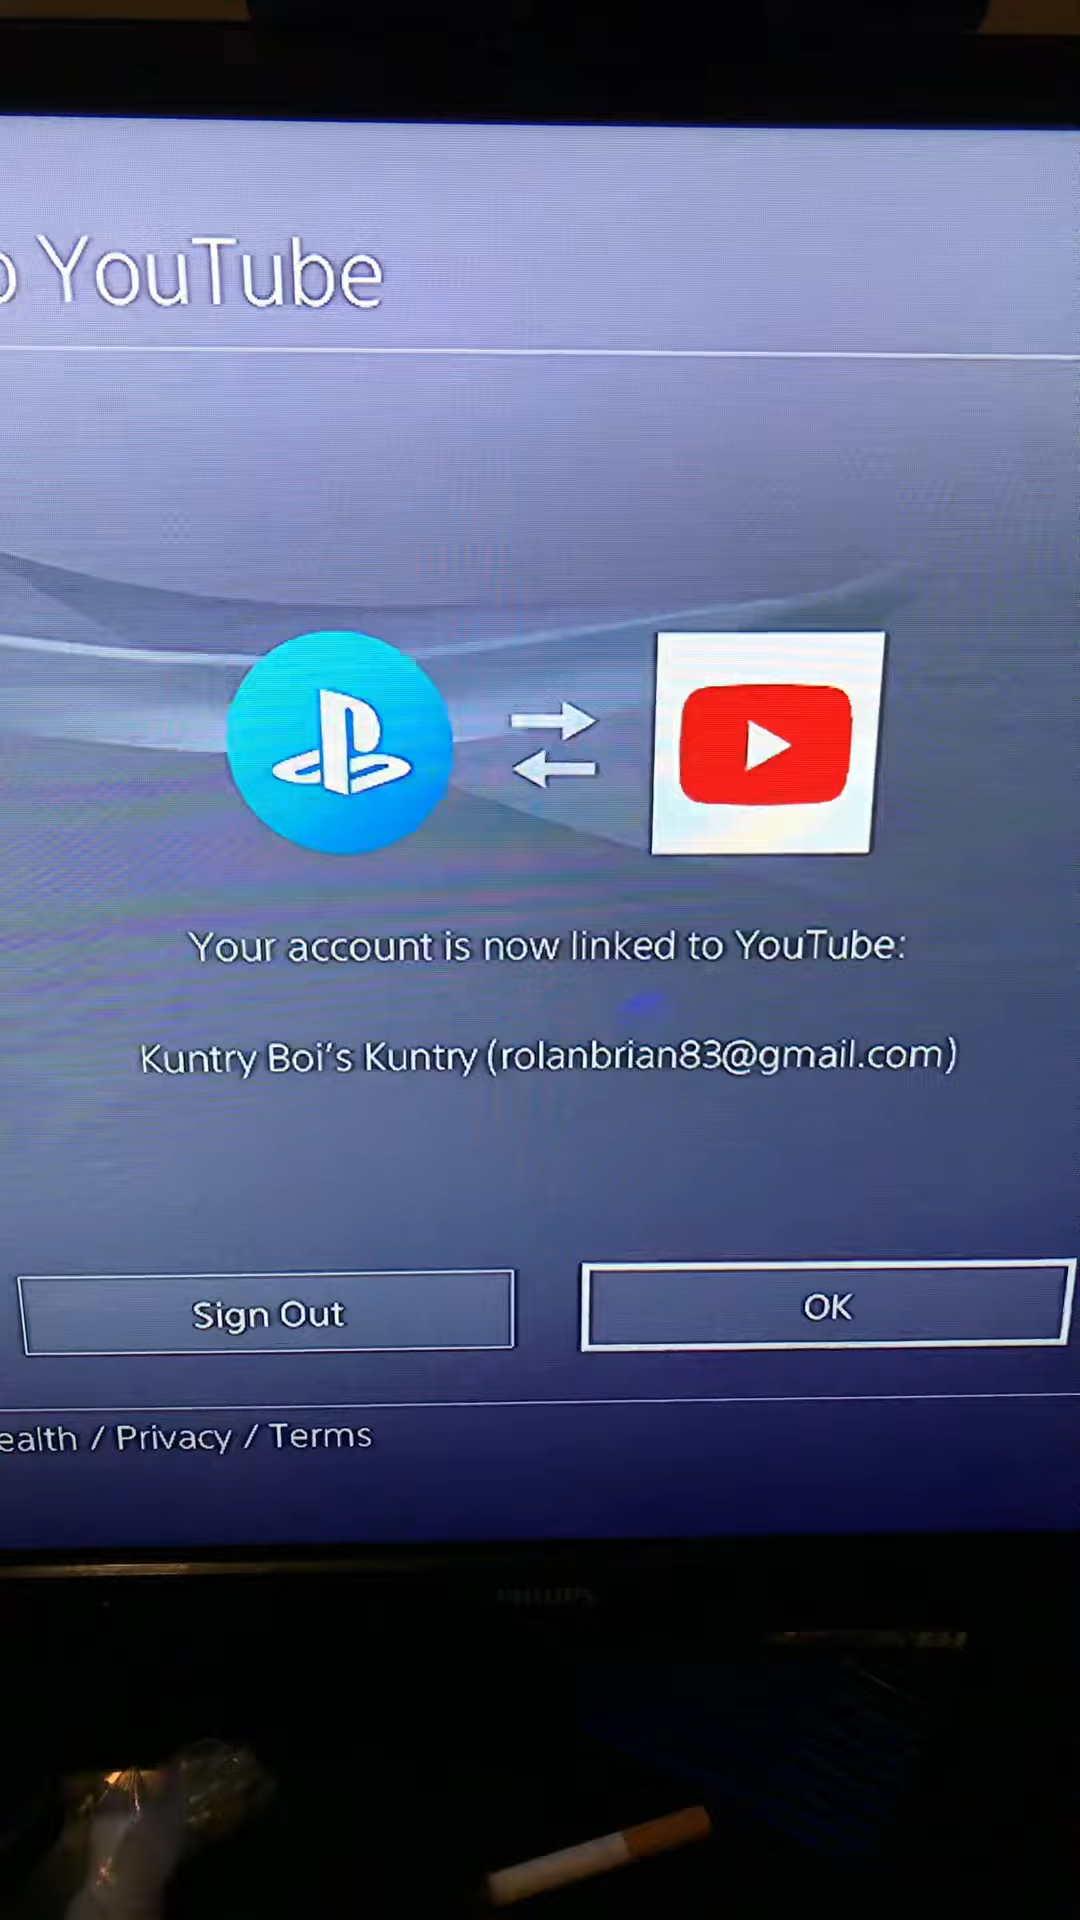 o YouTube
Your account is now linked to YouTube:
Kuntry Boi's Kuntry (rolanbrian83@gmail.com)
Sign Out
OK
ealth / Privacy / Terms
PHILIPS